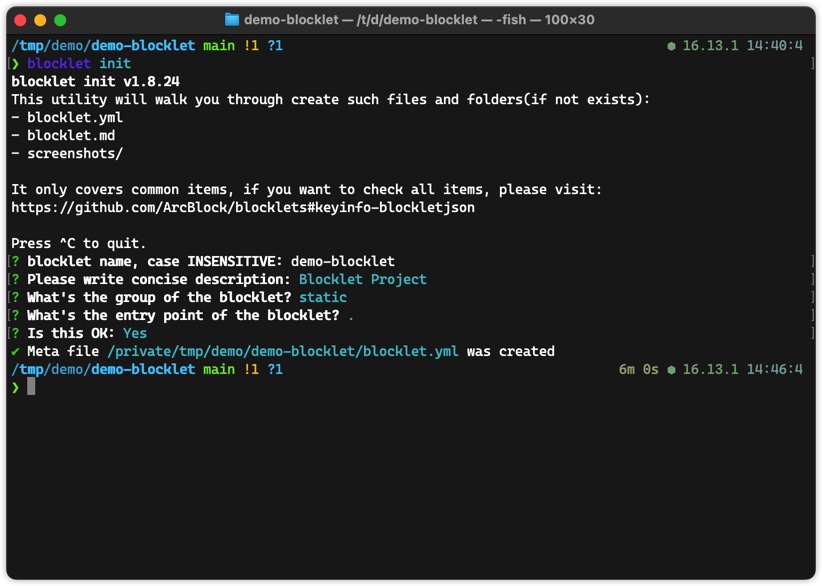 demo-blocklet — /t/d/demo-blocklet — -fish — 100×30
/tmp/demo/demo-blocklet main !1 ?1 ⬢ 16.13.1 14:40:4
[❯ blocklet init ]
blocklet init v1.8.24
This utility will walk you through create such files and folders(if not exists):
- blocklet.yml
- blocklet.md
- screenshots/
It only covers common items, if you want to check all items, please visit:
https://github.com/ArcBlock/blocklets#keyinfo-blockletjson
Press ^C to quit.
[? blocklet name, case INSENSITIVE: demo-blocklet ]
[? Please write concise description: Blocklet Project ]
[? What's the group of the blocklet? static ]
[? What's the entry point of the blocklet? . ]
[? Is this OK: Yes ]
✔ Meta file /private/tmp/demo/demo-blocklet/blocklet.yml was created
/tmp/demo/demo-blocklet main !1 ?1 6m 0s ⬢ 16.13.1 14:46:4
❯